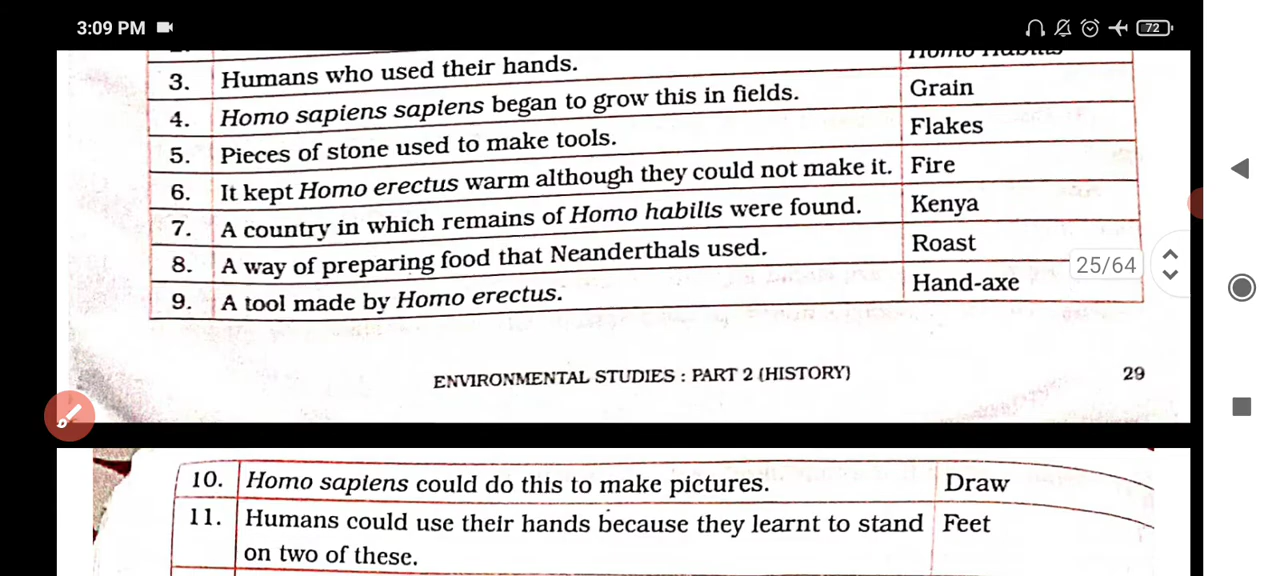 3:09 PM
72
Homo Habilis
3. Humans who used their hands.
4. Homo sapiens sapiens began to grow this in fields. Grain
5. Pieces of stone used to make tools. Flakes
6. It kept Homo erectus warm although they could not make it. Fire
7. A country in which remains of Homo habilis were found. Kenya
8. A way of preparing food that Neanderthals used. Roast
9. A tool made by Homo erectus. Hand-axe
25/64
ENVIRONMENTAL STUDIES : PART 2 (HISTORY) 29
10. Homo sapiens could do this to make pictures. Draw
11. Humans could use their hands because they learnt to stand Feet
on two of these.